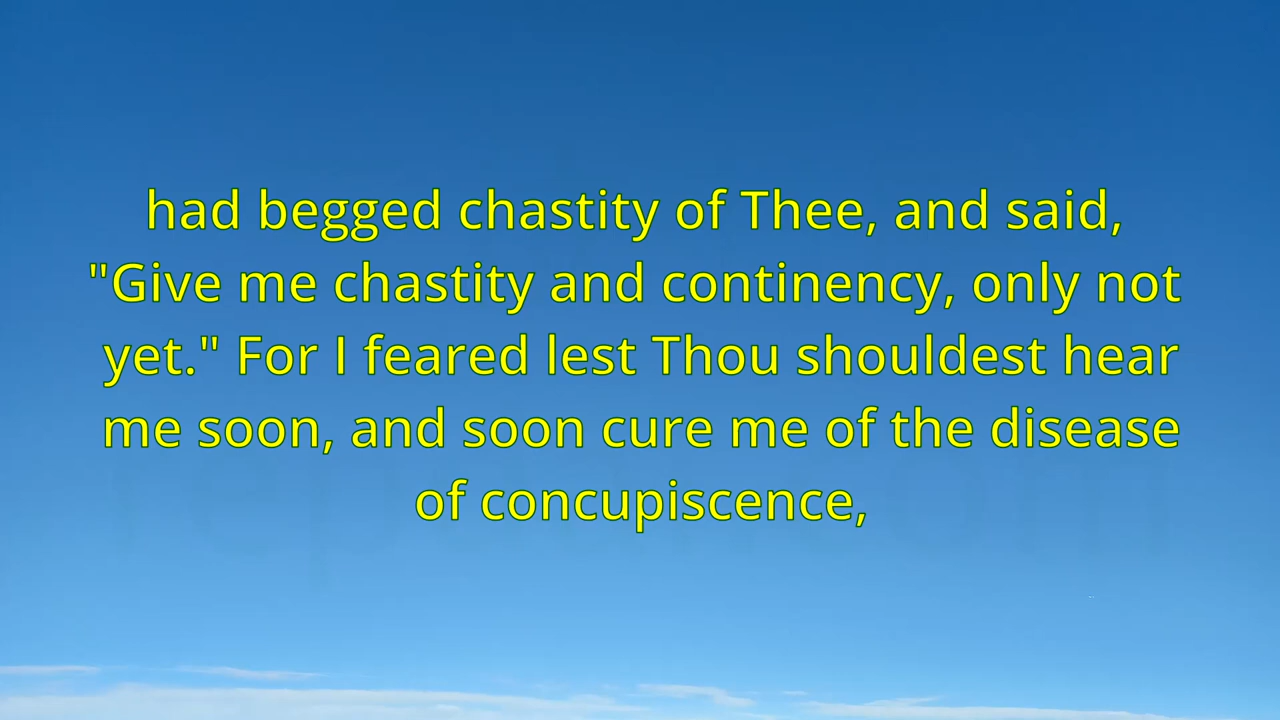 had begged chastity of Thee, and said,
"Give me chastity and continency, only not
yet." For I feared lest Thou shouldest hear
me soon, and soon cure me of the disease
of concupiscence,